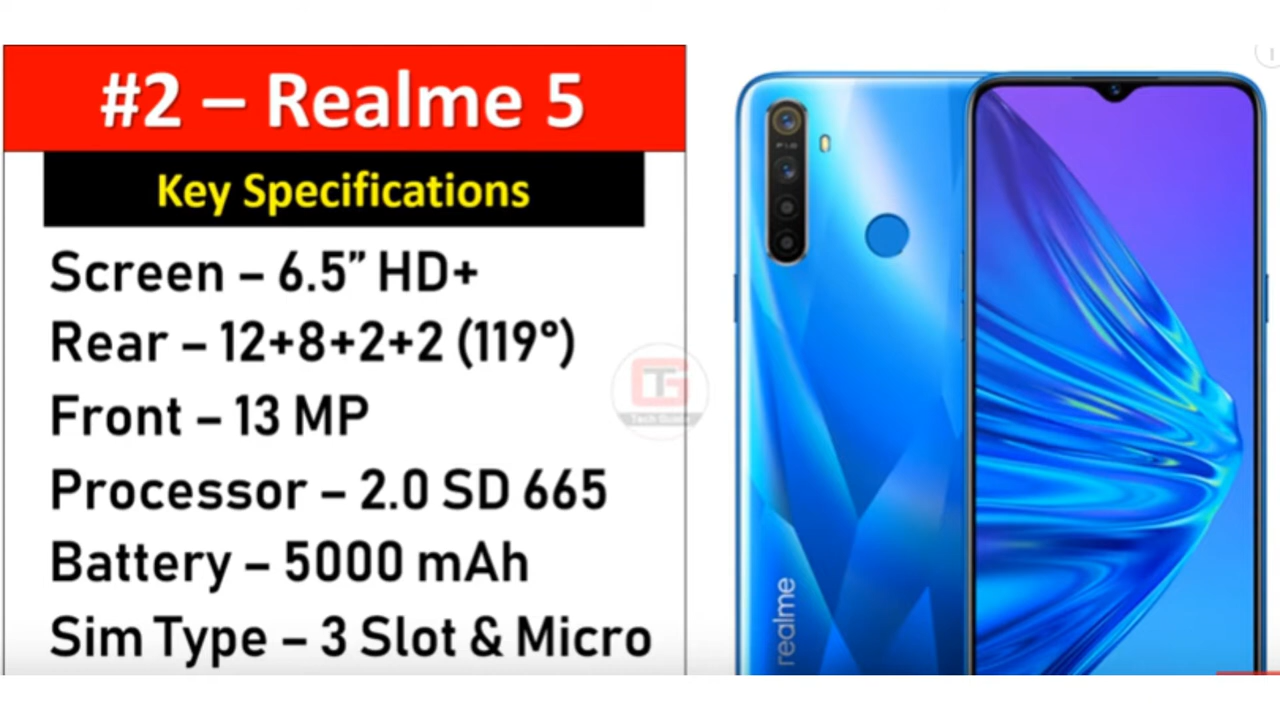 #2 – Realme 5
Key Specifications
Screen – 6.5” HD+
Rear – 12+8+2+2 (119°)
Front – 13 MP
Processor – 2.0 SD 665
Battery – 5000 mAh
Sim Type – 3 Slot & Micro
realme